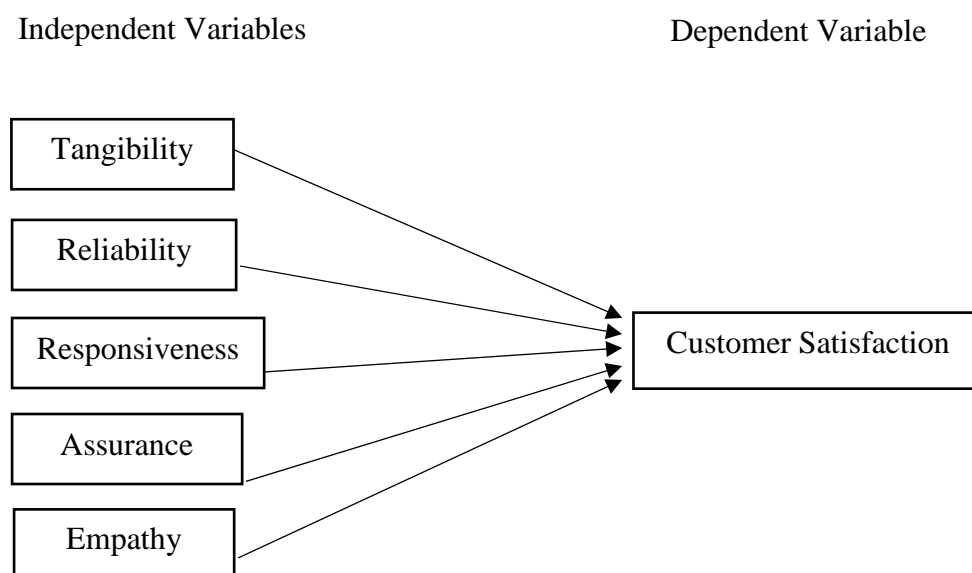 Independent Variables
Dependent Variable
Tangibility
Reliability
Responsiveness
Customer Satisfaction
Assurance
Empathy